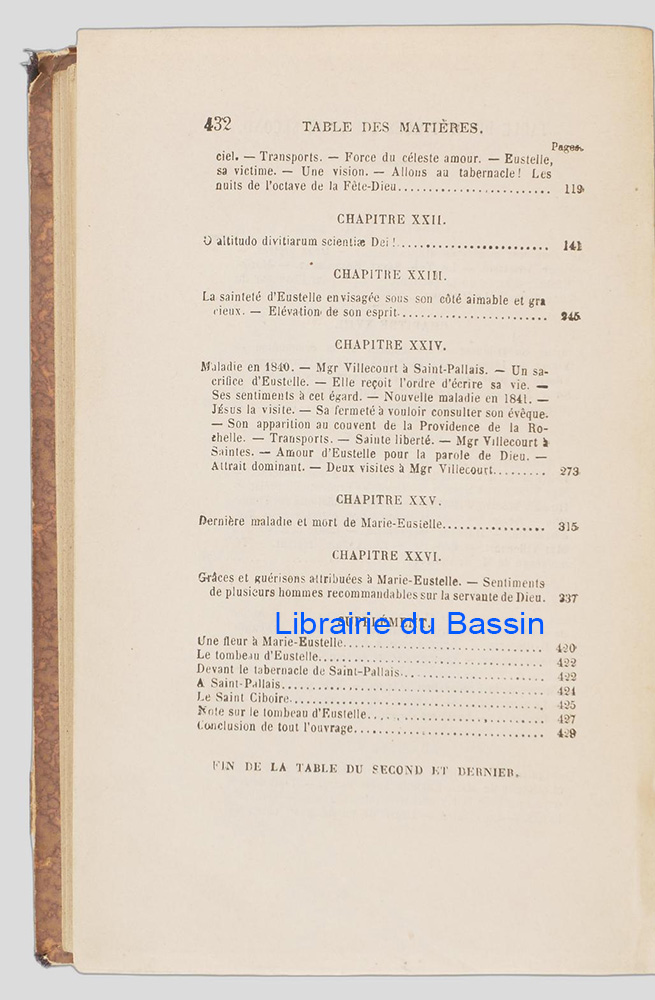 432 TABLE DES MATIÈRES.
Pages.
ciel. — Transports. — Force du céleste amour. — Eustelle,
sa victime. — Une vision. — Allons au tabernacle! Les
nuits de l'octave de la Fête-Dieu........................ 119
CHAPITRE XXII.
O altitudo divitiarum scientiæ Dei!........................ 141
CHAPITRE XXIII.
La sainteté d'Eustelle envisagée sous son côté aimable et gra
cieux. — Elévation de son esprit........................ 245
CHAPITRE XXIV.
Maladie en 1840. — Mgr Villecourt à Saint-Pallais. — Un sa-
crifice d'Eustelle. — Elle reçoit l'ordre d'écrire sa vie. —
Ses sentiments à cet égard. — Nouvelle maladie en 1841. —
Jésus la visite. — Sa fermeté à vouloir consulter son évêque.
— Son apparition au couvent de la Providence de la Ro-
chelle. — Transports. — Sainte liberté. — Mgr Villecourt à
Saintes. — Amour d'Eustelle pour la parole de Dieu. —
Attrait dominant. — Deux visites à Mgr Villecourt......... 273
CHAPITRE XXV.
Dernière maladie et mort de Marie-Eustelle................ 315
CHAPITRE XXVI.
Grâces et guérisons attribuées à Marie-Eustelle. — Sentiments
de plusieurs hommes recommandables sur la servante de Dieu. 337
SUPPLÉMENT.
Librairie du Bassin
Une fleur à Marie-Eustelle................................ 420
Le tombeau d'Eustelle.................................... 422
Devant le tabernacle de Saint-Pallais...................... 422
A Saint-Pallais.......................................... 424
Le Saint Ciboire......................................... 425
Note sur le tombeau d'Eustelle............................ 427
Conclusion de tout l'ouvrage.............................. 429
FIN DE LA TABLE DU SECOND ET DERNIER.